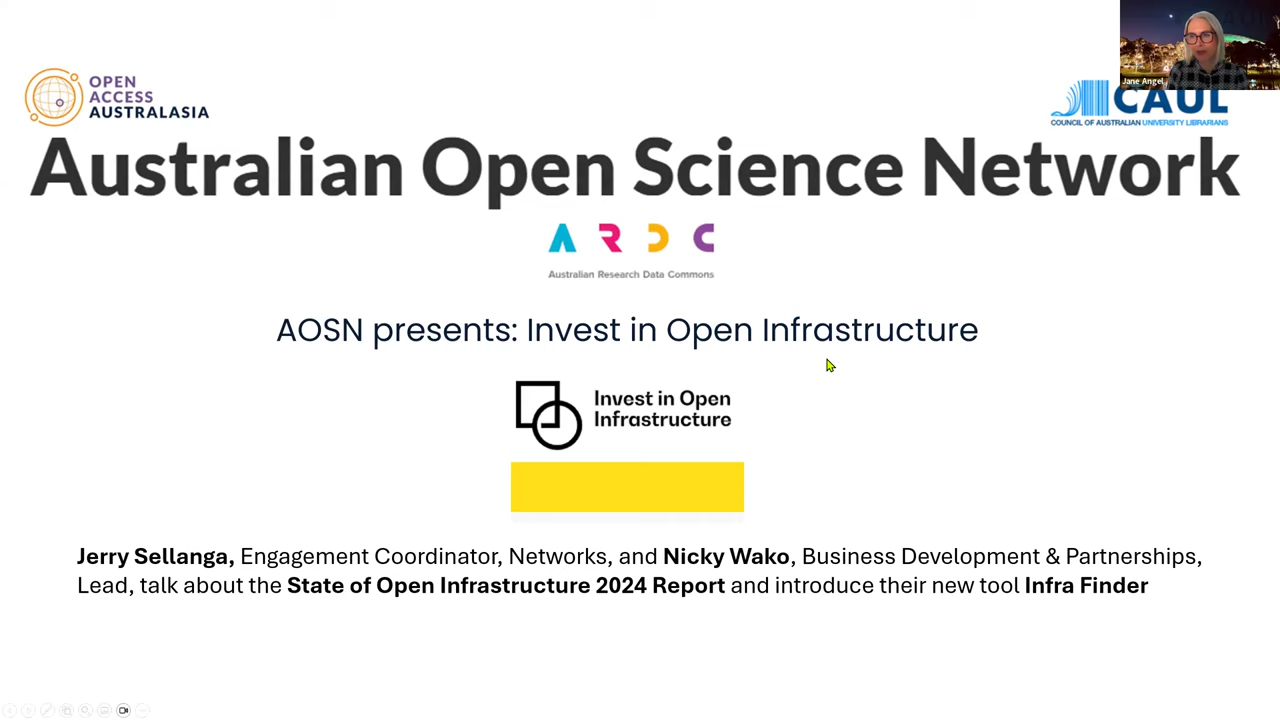 OPEN
ACCESS
AUSTRALASIA
Jane Angel
CAUL
COUNCIL OF AUSTRALIAN UNIVERSITY LIBRARIANS
Australian Open Science Network
ARDC
Australian Research Data Commons
AOSN presents: Invest in Open Infrastructure
Invest in Open
Infrastructure
Jerry Sellanga, Engagement Coordinator, Networks, and Nicky Wako, Business Development & Partnerships,
Lead, talk about the State of Open Infrastructure 2024 Report and introduce their new tool Infra Finder